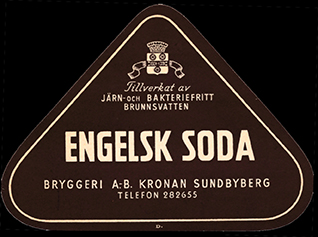 Tillverkat av
JÄRN-OCH BAKTERIEFRITT
BRUNNSVATTEN
ENGELSK SODA
BRYGGERI A.-B. KRONAN SUNDBYBERG
TELEFON 282655